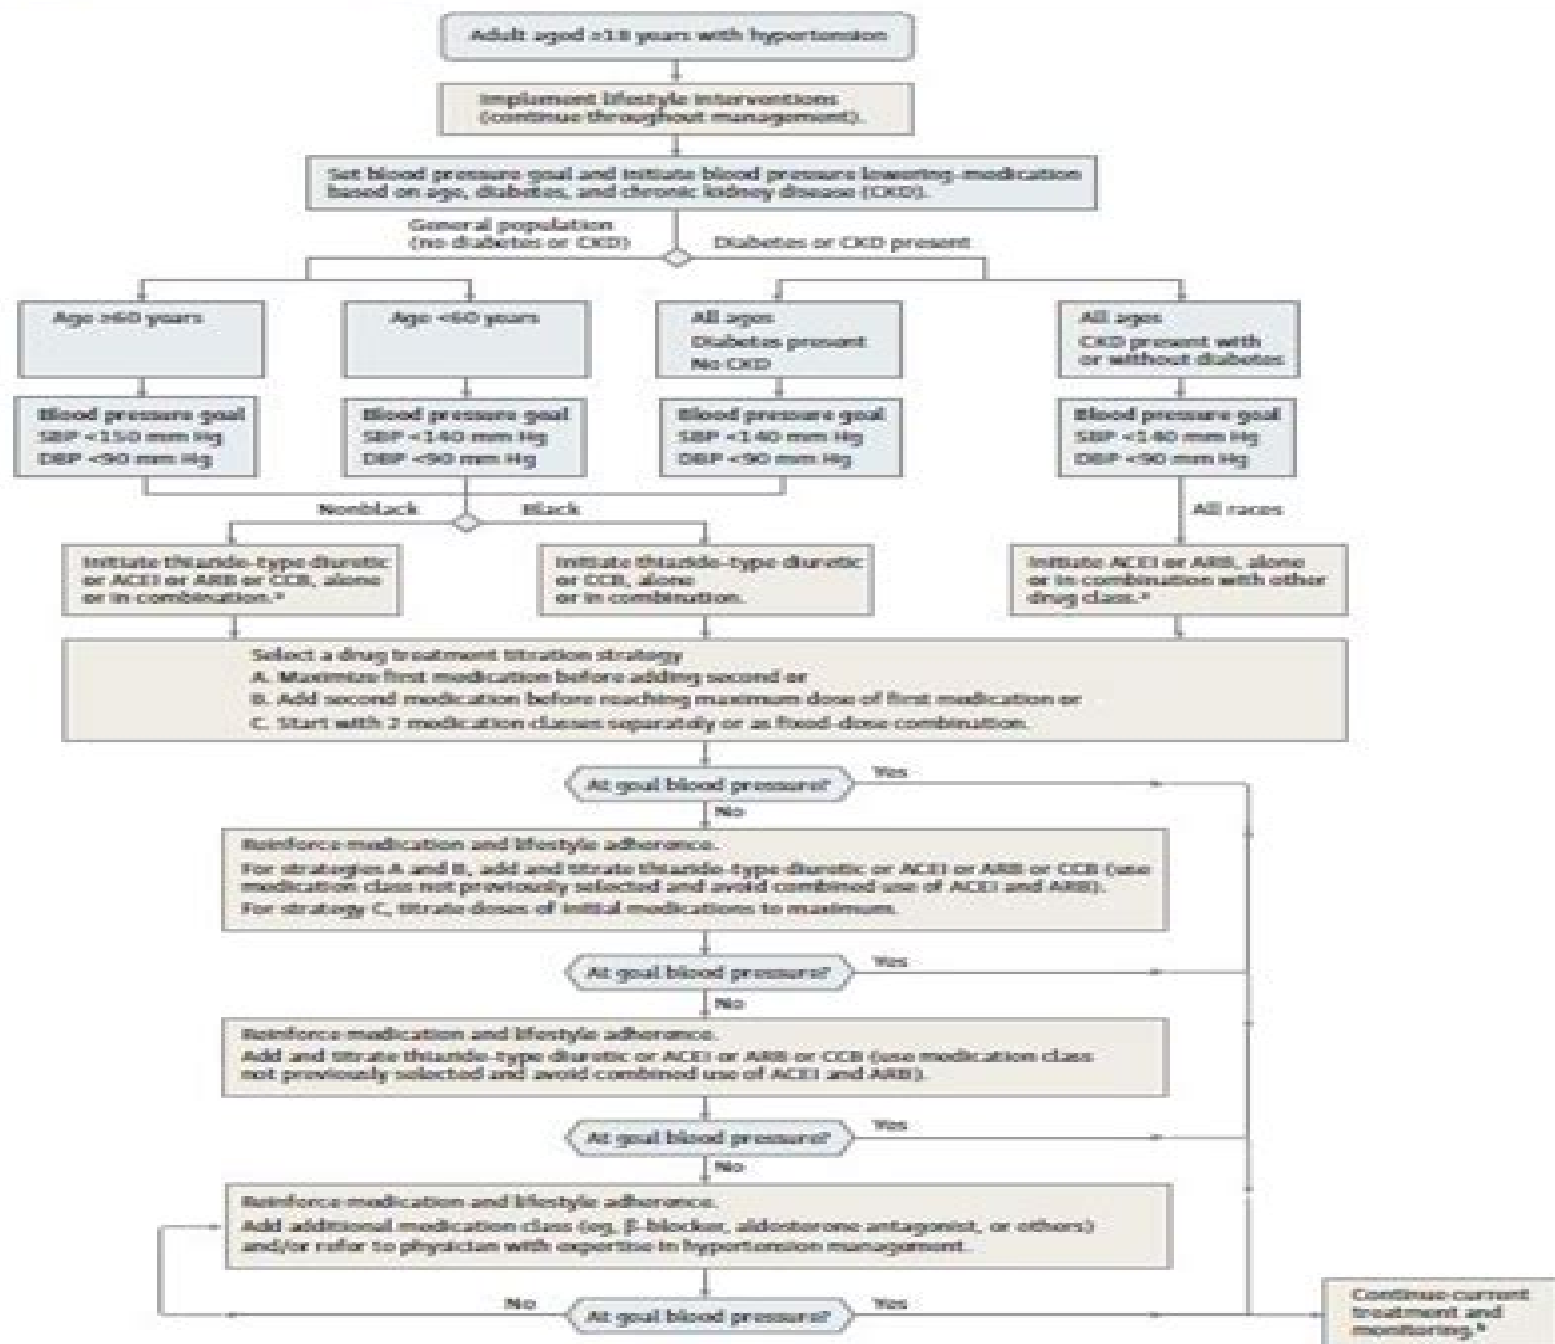 Adult aged ≥18 years with hypertension
Implement lifestyle interventions
(continue throughout management).
Set blood pressure goal and initiate blood pressure lowering-medication
based on age, diabetes, and chronic kidney disease (CKD).
General population
(no diabetes or CKD)
Diabetes or CKD present
Age ≥60 years
Age <60 years
All ages
Diabetes present
No CKD
All ages
CKD present with
or without diabetes
Blood pressure goal
SBP <150 mm Hg
DBP <90 mm Hg
Blood pressure goal
SBP <140 mm Hg
DBP <90 mm Hg
Blood pressure goal
SBP <140 mm Hg
DBP <90 mm Hg
Blood pressure goal
SBP <140 mm Hg
DBP <90 mm Hg
Nonblack
Black
All races
Initiate thiazide-type diuretic
or ACEI or ARB or CCB, alone
or in combination.ª
Initiate thiazide-type diuretic
or CCB, alone
or in combination.
Initiate ACEI or ARB, alone
or in combination with other
drug class.ª
Select a drug treatment titration strategy
A. Maximize first medication before adding second or
B. Add second medication before reaching maximum dose of first medication or
C. Start with 2 medication classes separately or as fixed-dose combination.
At goal blood pressure?
Yes
No
Reinforce medication and lifestyle adherence.
For strategies A and B, add and titrate thiazide-type diuretic or ACEI or ARB or CCB (use
medication class not previously selected and avoid combined use of ACEI and ARB).
For strategy C, titrate doses of initial medications to maximum.
At goal blood pressure?
Yes
No
Reinforce medication and lifestyle adherence.
Add and titrate thiazide-type diuretic or ACEI or ARB or CCB (use medication class
not previously selected and avoid combined use of ACEI and ARB).
At goal blood pressure?
Yes
No
Reinforce medication and lifestyle adherence.
Add additional medication class (eg, β-blocker, aldosterone antagonist, or others)
and/or refer to physician with expertise in hypertension management.
No
At goal blood pressure?
Yes
Continue current
treatment and
monitoring.ᵇ